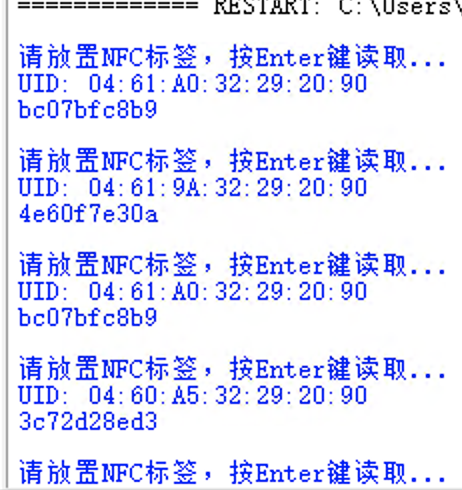 ============= RESTART: C:\Users\
请放置NFC标签，按Enter键读取...
UID: 04:61:A0:32:29:20:90
bc07bfc8b9
请放置NFC标签，按Enter键读取...
UID: 04:61:9A:32:29:20:90
4e60f7e30a
请放置NFC标签，按Enter键读取...
UID: 04:61:A0:32:29:20:90
bc07bfc8b9
请放置NFC标签，按Enter键读取...
UID: 04:60:A5:32:29:20:90
3c72d28ed3
请放置NFC标签，按Enter键读取...